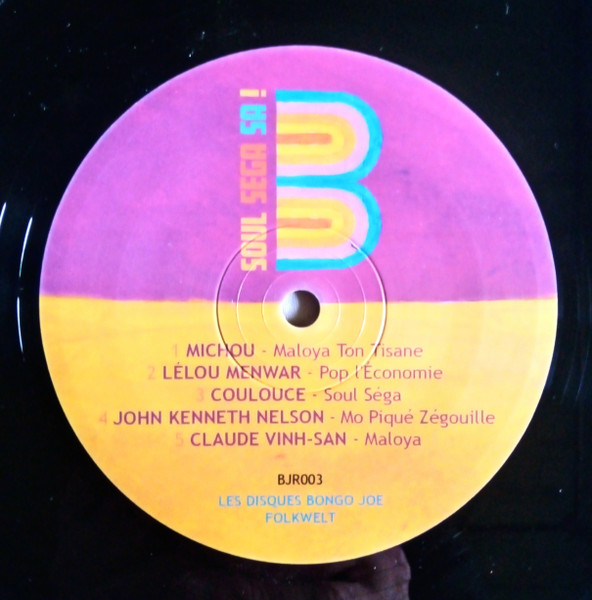 SOUL SEGA SA !
B
1 MICHOU - Maloya Ton Tisane
2 LÉLOU MENWAR - Pop l'Économie
3 COULOUCE - Soul Séga
4 JOHN KENNETH NELSON - Mo Piqué Zégouille
5 CLAUDE VINH-SAN - Maloya
BJR003
LES DISQUES BONGO JOE
FOLKWELT